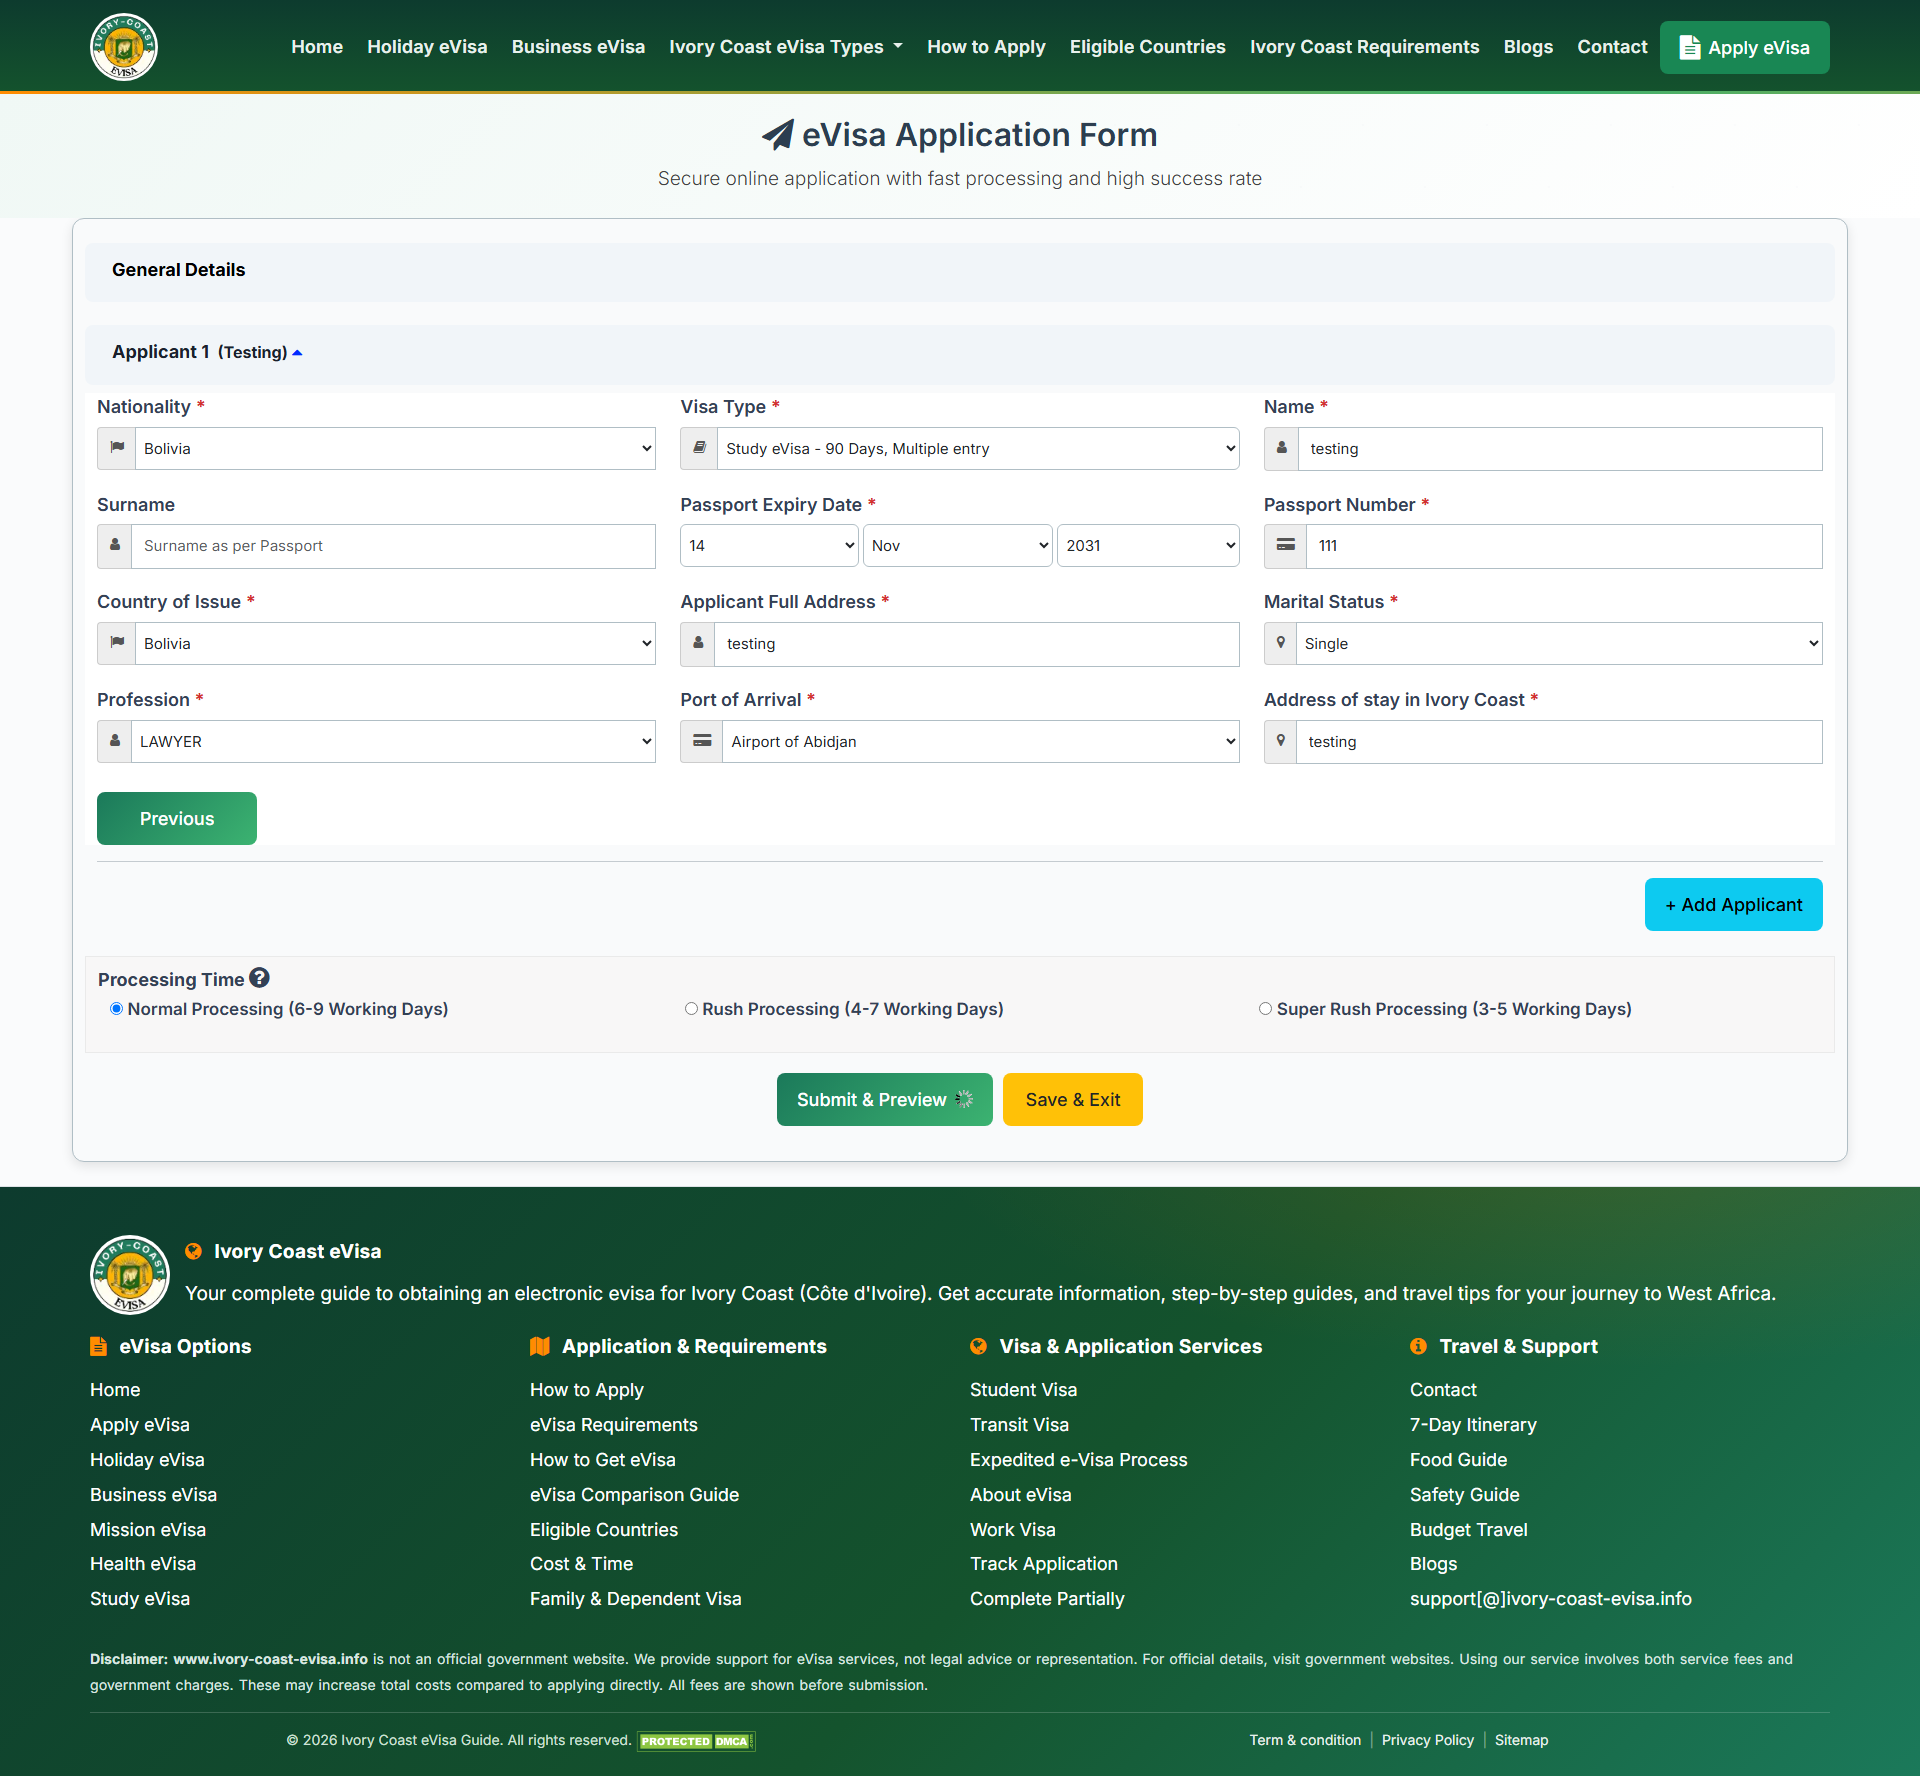 IVORY-COAST
EVISA
Home
Holiday eVisa
Business eVisa
Ivory Coast eVisa Types
How to Apply
Eligible Countries
Ivory Coast Requirements
Blogs
Contact
Apply eVisa
eVisa Application Form
Secure online application with fast processing and high success rate
General Details
Applicant 1 (Testing)
Nationality *
Bolivia
Visa Type *
Study eVisa - 90 Days, Multiple entry
Name *
testing
Surname
Surname as per Passport
Passport Expiry Date *
14
Nov
2031
Passport Number *
111
Country of Issue *
Bolivia
Applicant Full Address *
testing
Marital Status *
Single
Profession *
LAWYER
Port of Arrival *
Airport of Abidjan
Address of stay in Ivory Coast *
testing
Previous
+ Add Applicant
Processing Time ?
Normal Processing (6-9 Working Days)
Rush Processing (4-7 Working Days)
Super Rush Processing (3-5 Working Days)
Submit & Preview
Save & Exit
IVORY-COAST
EVISA
Ivory Coast eVisa
Your complete guide to obtaining an electronic evisa for Ivory Coast (Côte d'Ivoire). Get accurate information, step-by-step guides, and travel tips for your journey to West Africa.
eVisa Options
Home
Apply eVisa
Holiday eVisa
Business eVisa
Mission eVisa
Health eVisa
Study eVisa
Application & Requirements
How to Apply
eVisa Requirements
How to Get eVisa
eVisa Comparison Guide
Eligible Countries
Cost & Time
Family & Dependent Visa
Visa & Application Services
Student Visa
Transit Visa
Expedited e-Visa Process
About eVisa
Work Visa
Track Application
Complete Partially
Travel & Support
Contact
7-Day Itinerary
Food Guide
Safety Guide
Budget Travel
Blogs
support[@]ivory-coast-evisa.info
Disclaimer: www.ivory-coast-evisa.info is not an official government website. We provide support for eVisa services, not legal advice or representation. For official details, visit government websites. Using our service involves both service fees and
government charges. These may increase total costs compared to applying directly. All fees are shown before submission.
© 2026 Ivory Coast eVisa Guide. All rights reserved.
PROTECTED DMCA
Term & condition | Privacy Policy | Sitemap